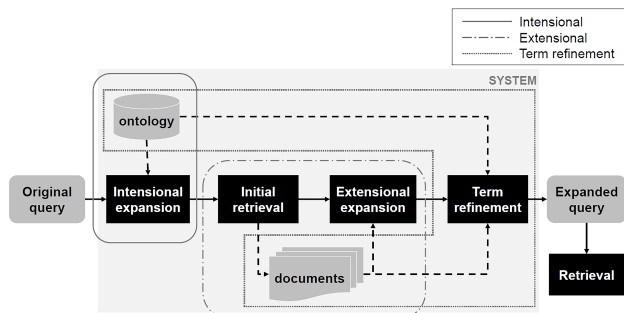 Intensional
Extensional
Term refinement
SYSTEM
ontology
Original
query
Intensional
expansion
Initial
retrieval
Extensional
expansion
Term
refinement
Expanded
query
documents
Retrieval